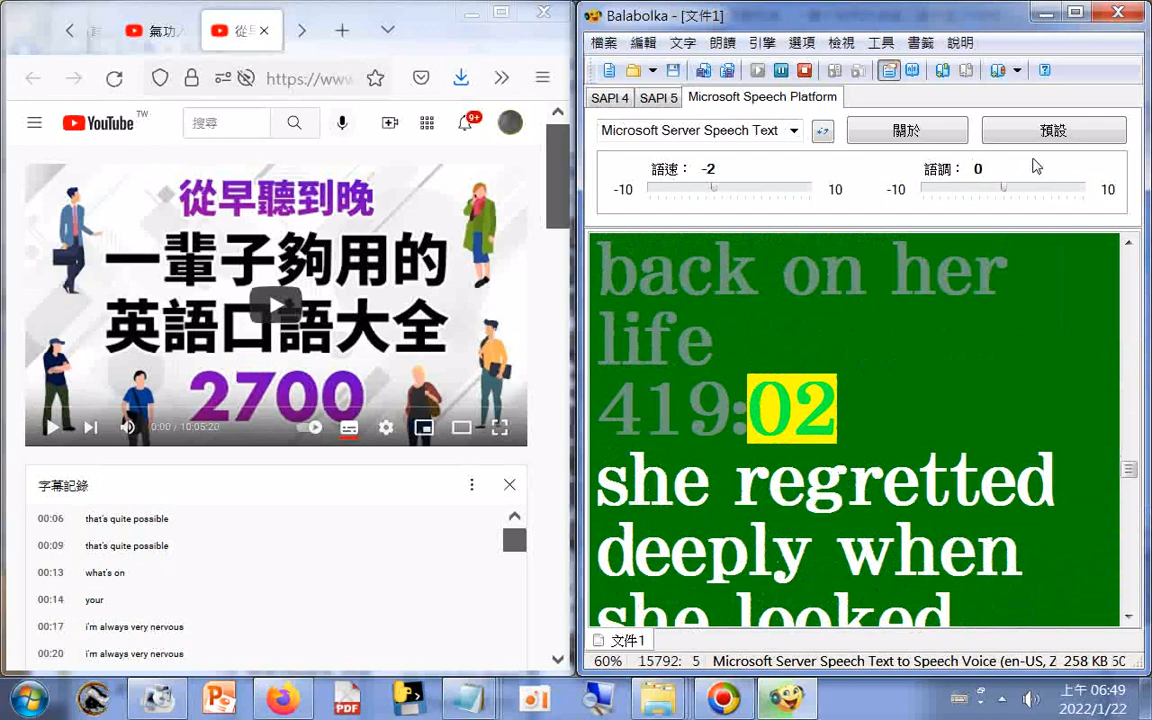 氣功
從
https://www
YouTube TW
搜尋
9+
從早聽到晚
一輩子夠用的
英語口語大全
2700
0:00 / 10:05:20
字幕記錄
00:06 that's quite possible
00:09 that's quite possible
00:13 what's on
00:14 your
00:17 i'm always very nervous
00:20 i'm always very nervous
Balabolka - [文件1]
檔案 編輯 文字 朗讀 引擎 選項 檢視 工具 書籤 說明
SAPI 4 SAPI 5 Microsoft Speech Platform
Microsoft Server Speech Text 關於 預設
語速： -2 語調： 0
-10 10 -10 10
back on her
life
419:02
she regretted
deeply when
she looked
文件1
60% 15792: 5 Microsoft Server Speech Text to Speech Voice (en-US, Z 258 KB
PDF
上午 06:49
2022/1/22